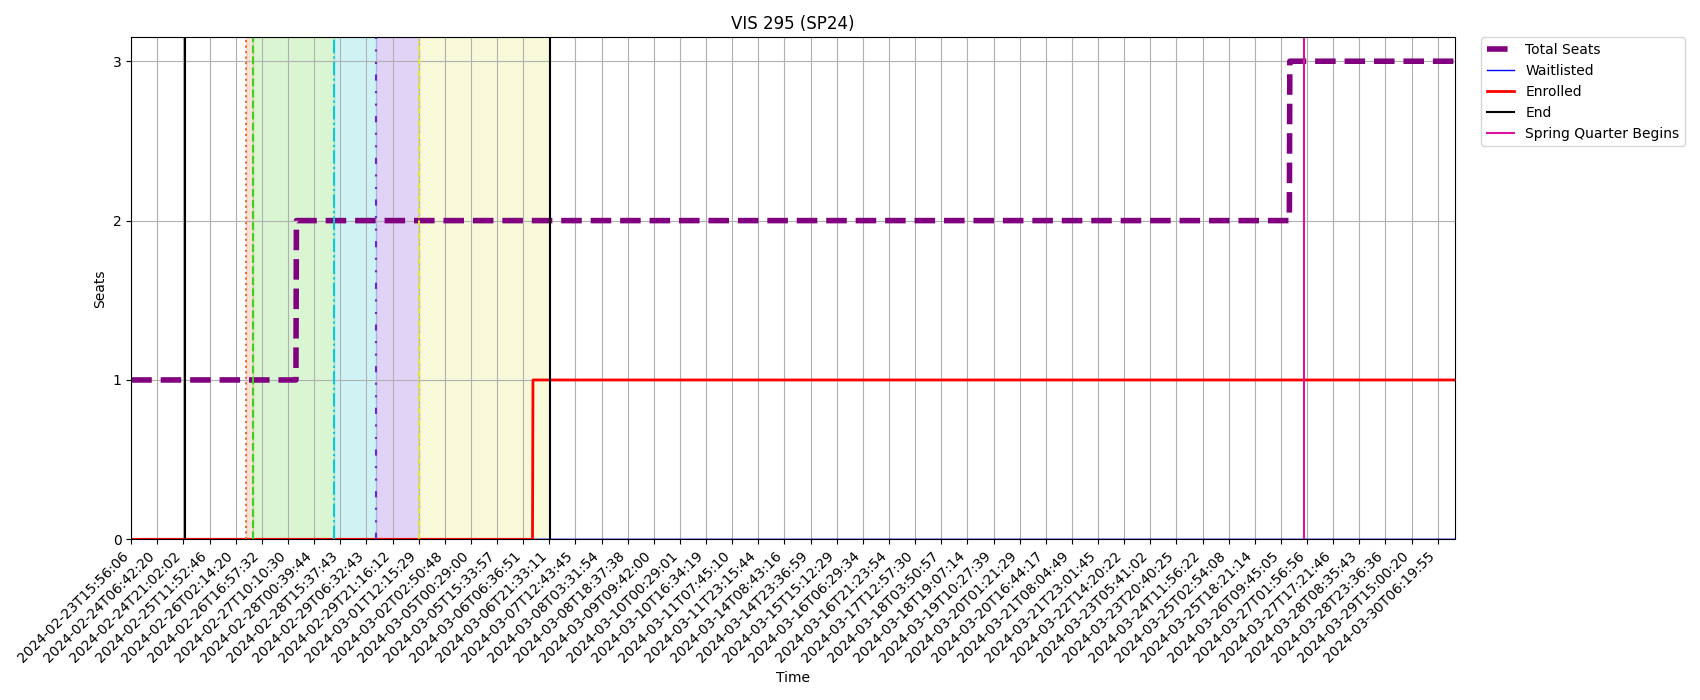 VIS 295 (SP24)
Total Seats
Waitlisted
Enrolled
End
Spring Quarter Begins
Seats
3
2
1
0
2024-02-23T15:56:06
2024-02-24T06:42:20
2024-02-24T21:02:02
2024-02-25T11:52:46
2024-02-26T02:14:20
2024-02-26T16:57:32
2024-02-27T10:10:30
2024-02-28T00:39:44
2024-02-28T15:37:43
2024-02-29T06:32:43
2024-02-29T21:16:12
2024-03-01T12:15:29
2024-03-02T02:50:48
2024-03-05T00:29:00
2024-03-05T15:33:57
2024-03-06T06:36:51
2024-03-06T21:33:11
2024-03-07T12:43:45
2024-03-08T03:31:54
2024-03-08T18:37:38
2024-03-09T09:42:00
2024-03-10T00:29:01
2024-03-10T16:34:19
2024-03-11T07:45:10
2024-03-11T23:15:44
2024-03-14T08:43:16
2024-03-14T23:36:59
2024-03-15T15:12:29
2024-03-16T06:29:34
2024-03-16T21:23:54
2024-03-17T12:57:30
2024-03-18T03:50:57
2024-03-18T19:07:14
2024-03-19T10:27:39
2024-03-20T01:21:29
2024-03-20T16:44:17
2024-03-21T08:04:49
2024-03-21T23:01:45
2024-03-22T14:20:22
2024-03-23T05:41:02
2024-03-23T20:40:25
2024-03-24T11:56:22
2024-03-25T02:54:08
2024-03-25T18:21:14
2024-03-26T09:45:05
2024-03-27T01:56:56
2024-03-27T17:21:46
2024-03-28T08:35:43
2024-03-28T23:36:36
2024-03-29T15:00:20
2024-03-30T06:19:55
Time